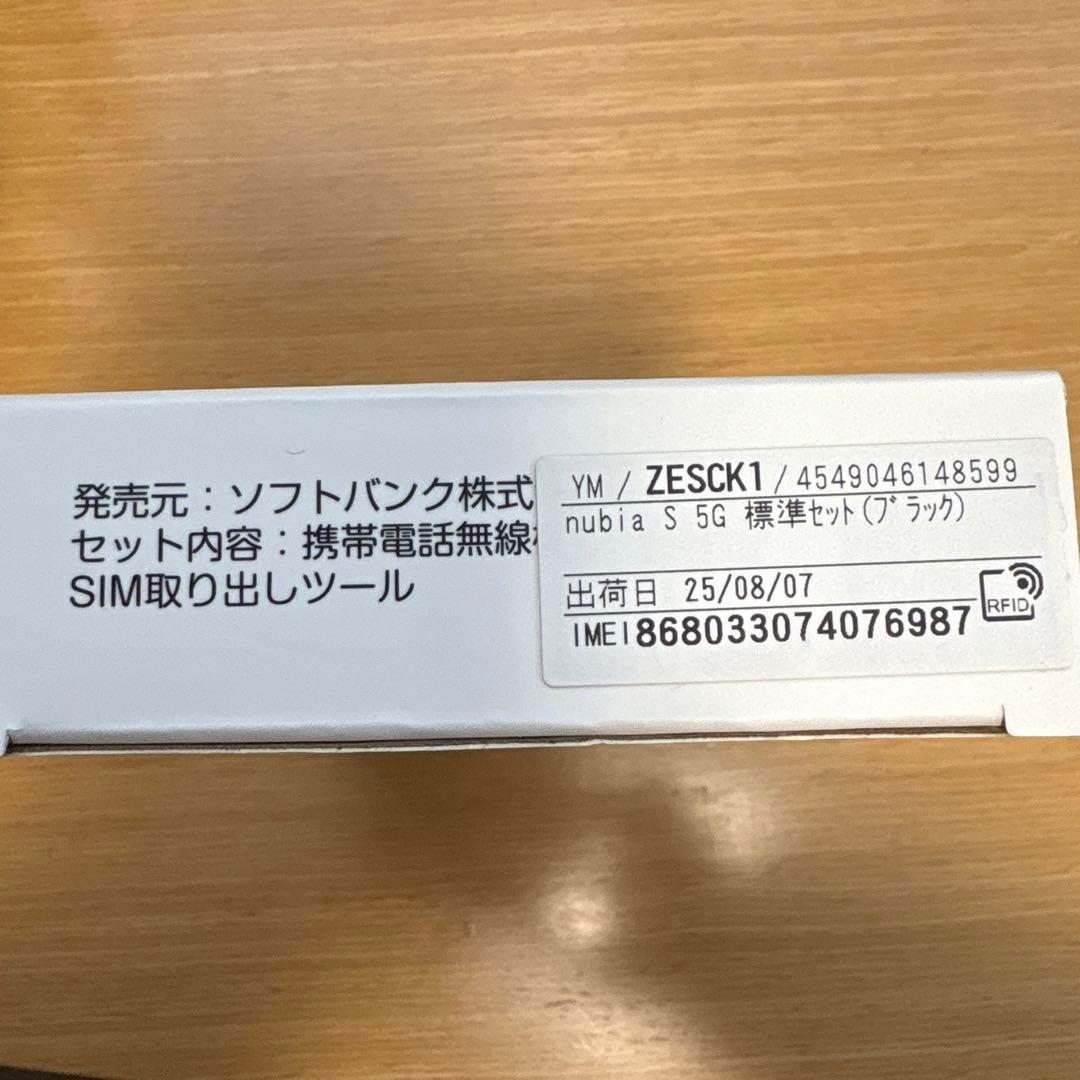 発売元：ソフトバンク株式
セット内容：携帯電話無線
SIM取り出しツール
YM / ZESCK1 / 4549046148599
nubia S 5G 標準ｾｯﾄ(ﾌﾞﾗｯｸ)
出荷日 25/08/07
RFID
IMEI868033074076987